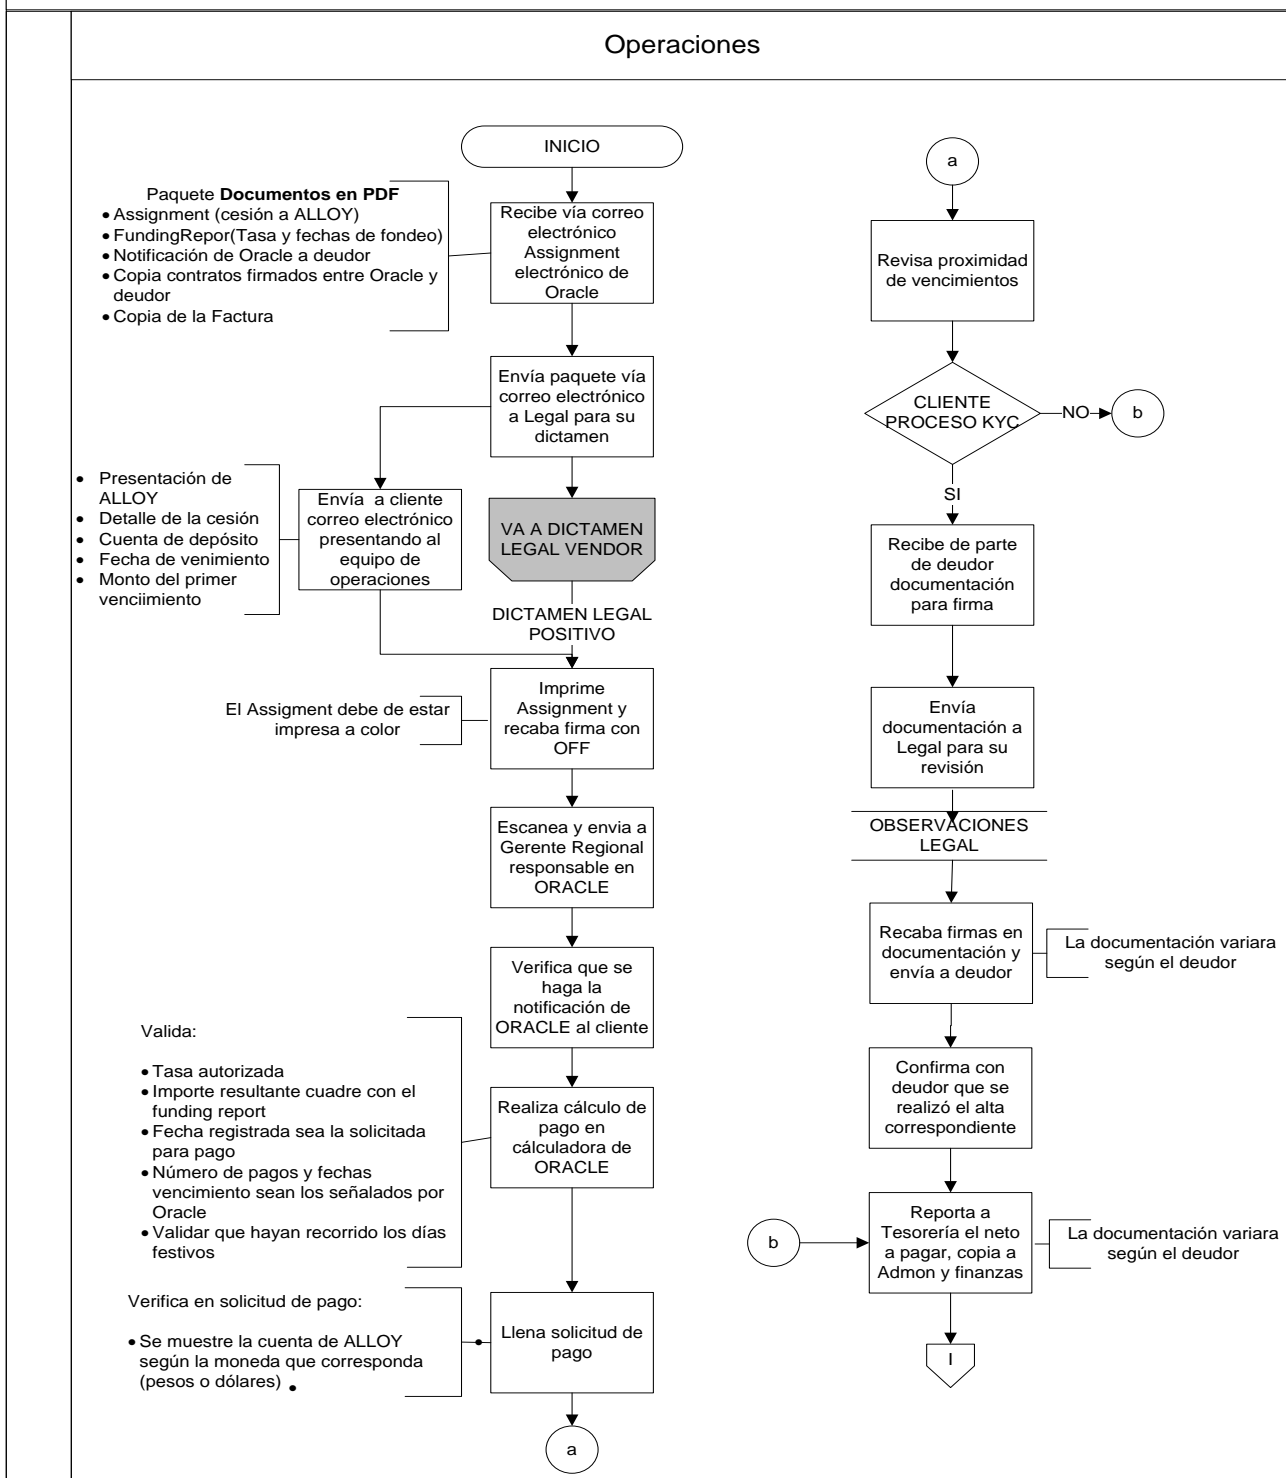 Operaciones
INICIO
Paquete Documentos en PDF
• Assignment (cesión a ALLOY)
• FundingRepor(Tasa y fechas de fondeo)
• Notificación de Oracle a deudor
• Copia contratos firmados entre Oracle y
deudor
• Copia de la Factura
Recibe vía correo
electrónico
Assignment
electrónico de
Oracle
Envía paquete vía
correo electrónico
a Legal para su
dictamen
• Presentación de
ALLOY
• Detalle de la cesión
• Cuenta de depósito
• Fecha de venimiento
• Monto del primer
venciimiento
Envía a cliente
correo electrónico
presentando al
equipo de
operaciones
VA A DICTAMEN
LEGAL VENDOR
DICTAMEN LEGAL
POSITIVO
El Assigment debe de estar
impresa a color
Imprime
Assignment y
recaba firma con
OFF
Escanea y envia a
Gerente Regional
responsable en
ORACLE
Verifica que se
haga la
notificación de
ORACLE al cliente
Valida:
• Tasa autorizada
• Importe resultante cuadre con el
funding report
• Fecha registrada sea la solicitada
para pago
• Número de pagos y fechas
vencimiento sean los señalados por
Oracle
• Validar que hayan recorrido los días
festivos
Realiza cálculo de
pago en
cálculadora de
ORACLE
Verifica en solicitud de pago:
• Se muestre la cuenta de ALLOY
según la moneda que corresponda
(pesos o dólares)
Llena solicitud de
pago
a
a
Revisa proximidad
de vencimientos
CLIENTE
PROCESO KYC
NO
b
SI
Recibe de parte
de deudor
documentación
para firma
Envía
documentación a
Legal para su
revisión
OBSERVACIONES
LEGAL
Recaba firmas en
documentación y
envía a deudor
La documentación variara
según el deudor
Confirma con
deudor que se
realizó el alta
correspondiente
b
Reporta a
Tesorería el neto
a pagar, copia a
Admon y finanzas
La documentación variara
según el deudor
I